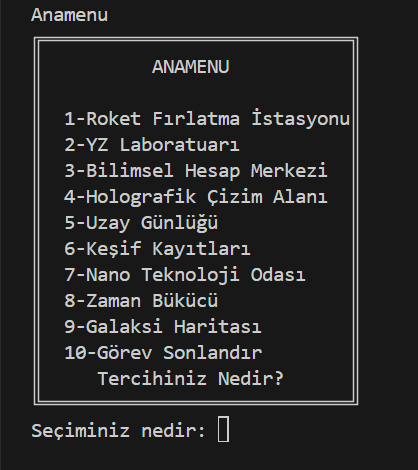 Anamenu
ANAMENU
1-Roket Fırlatma İstasyonu
2-YZ Laboratuarı
3-Bilimsel Hesap Merkezi
4-Holografik Çizim Alanı
5-Uzay Günlüğü
6-Keşif Kayıtları
7-Nano Teknoloji Odası
8-Zaman Bükücü
9-Galaksi Haritası
10-Görev Sonlandır
Tercihiniz Nedir?
Seçiminiz nedir: